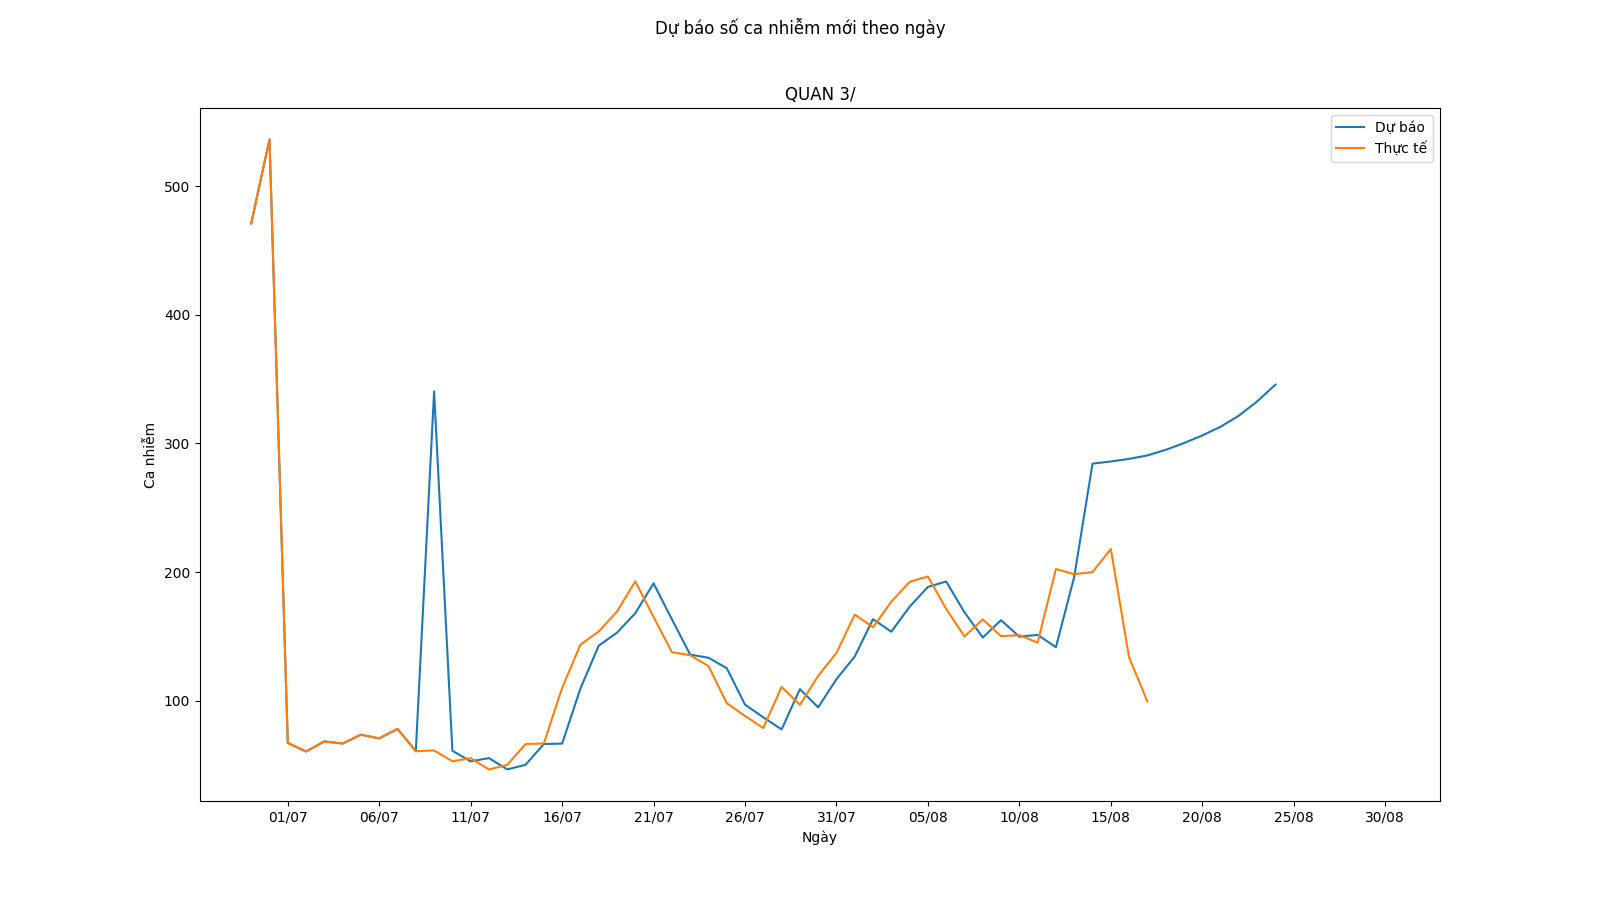 Dự báo số ca nhiễm mới theo ngày
QUAN 3/
Dự báo
Thực tế
500
400
300
200
100
Ca nhiễm
01/07 06/07 11/07 16/07 21/07 26/07 31/07 05/08 10/08 15/08 20/08 25/08 30/08
Ngày